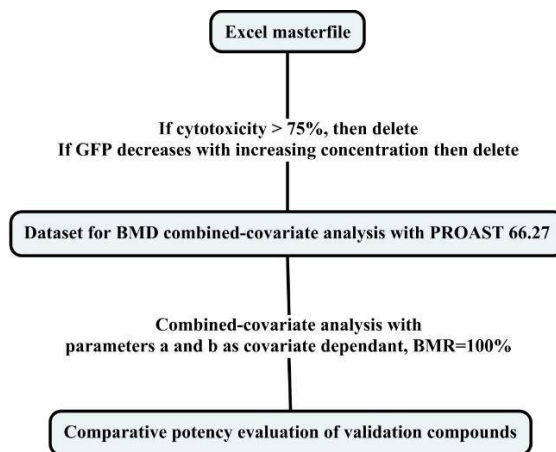 Excel masterfile
If cytotoxicity > 75%, then delete
If GFP decreases with increasing concentration then delete
Dataset for BMD combined-covariate analysis with PROAST 66.27
Combined-covariate analysis with
parameters a and b as covariate dependant, BMR=100%
Comparative potency evaluation of validation compounds